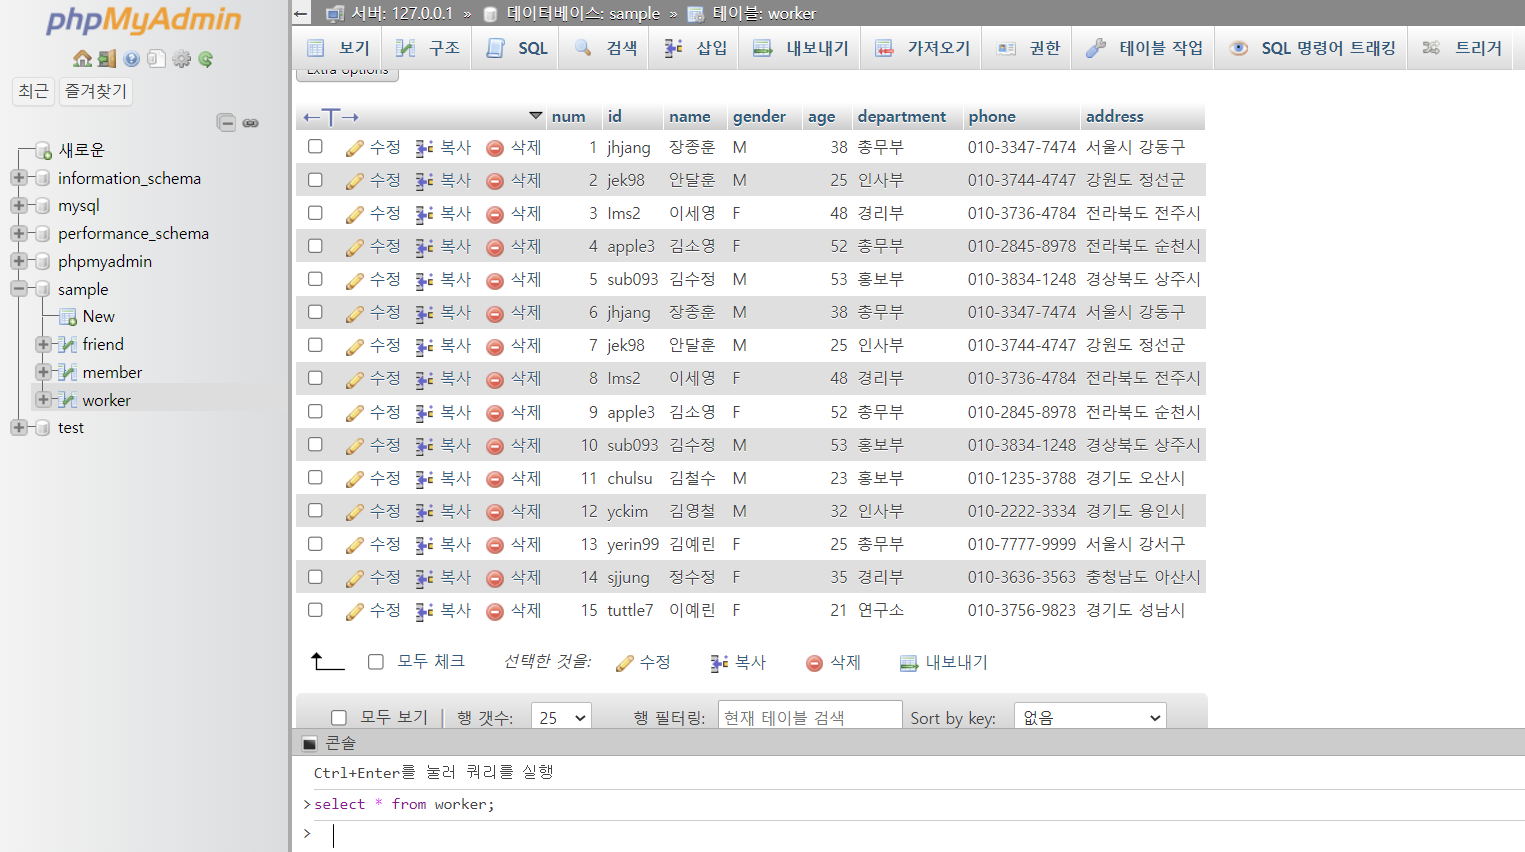 phpMyAdmin
최근 즐겨찾기
새로운
information_schema
mysql
performance_schema
phpmyadmin
sample
New
friend
member
worker
test
서버: 127.0.0.1 » 데이터베이스: sample » 테이블: worker
보기 구조 SQL 검색 삽입 내보내기 가져오기 권한 테이블 작업 SQL 명령어 트래킹 트리거
Extra options
←T→ num id name gender age department phone address
수정 복사 삭제 1 jhjang 장종훈 M 38 총무부 010-3347-7474 서울시 강동구
수정 복사 삭제 2 jek98 안달훈 M 25 인사부 010-3744-4747 강원도 정선군
수정 복사 삭제 3 lms2 이세영 F 48 경리부 010-3736-4784 전라북도 전주시
수정 복사 삭제 4 apple3 김소영 F 52 총무부 010-2845-8978 전라북도 순천시
수정 복사 삭제 5 sub093 김수정 M 53 홍보부 010-3834-1248 경상북도 상주시
수정 복사 삭제 6 jhjang 장종훈 M 38 총무부 010-3347-7474 서울시 강동구
수정 복사 삭제 7 jek98 안달훈 M 25 인사부 010-3744-4747 강원도 정선군
수정 복사 삭제 8 lms2 이세영 F 48 경리부 010-3736-4784 전라북도 전주시
수정 복사 삭제 9 apple3 김소영 F 52 총무부 010-2845-8978 전라북도 순천시
수정 복사 삭제 10 sub093 김수정 M 53 홍보부 010-3834-1248 경상북도 상주시
수정 복사 삭제 11 chulsu 김철수 M 23 홍보부 010-1235-3788 경기도 오산시
수정 복사 삭제 12 yckim 김영철 M 32 인사부 010-2222-3334 경기도 용인시
수정 복사 삭제 13 yerin99 김예린 F 25 총무부 010-7777-9999 서울시 강서구
수정 복사 삭제 14 sjjung 정수정 F 35 경리부 010-3636-3563 충청남도 아산시
수정 복사 삭제 15 tuttle7 이예린 F 21 연구소 010-3756-9823 경기도 성남시
모두 체크 선택한 것을: 수정 복사 삭제 내보내기
모두 보기 | 행 갯수: 25 행 필터링: 현재 테이블 검색 Sort by key: 없음
콘솔
Ctrl+Enter를 눌러 쿼리를 실행
>select * from worker;
>